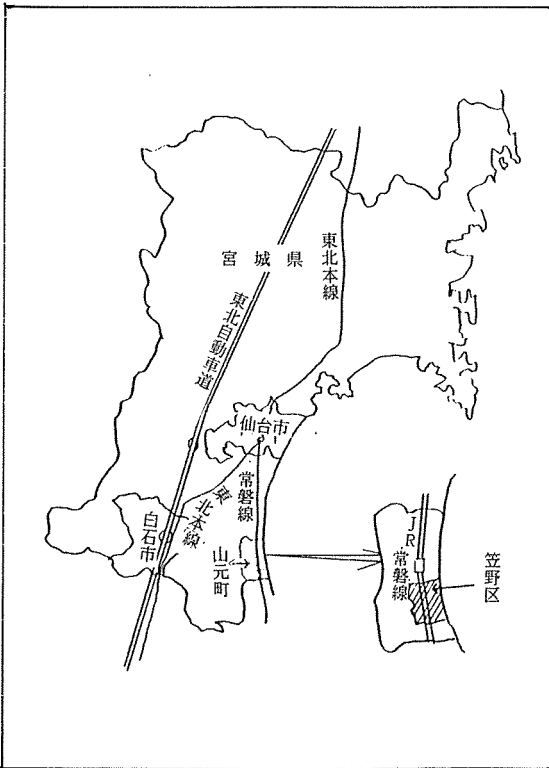 宮城県
東北本線
東北自動車道
仙台市
常磐線
東北本線
白石市
山元町
JR常磐線
笠野区